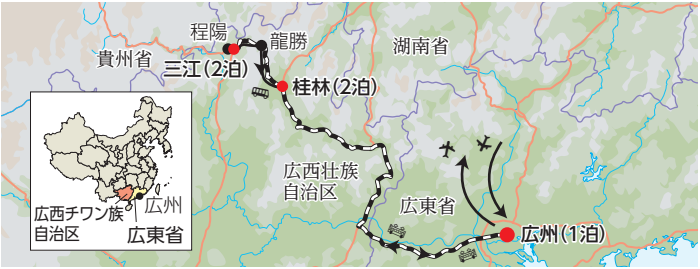 程陽
龍勝
湖南省
貴州省
三江(2泊)
桂林(2泊)
広西壮族
自治区
広東省
広州(1泊)
広州
広西チワン族
自治区
広東省